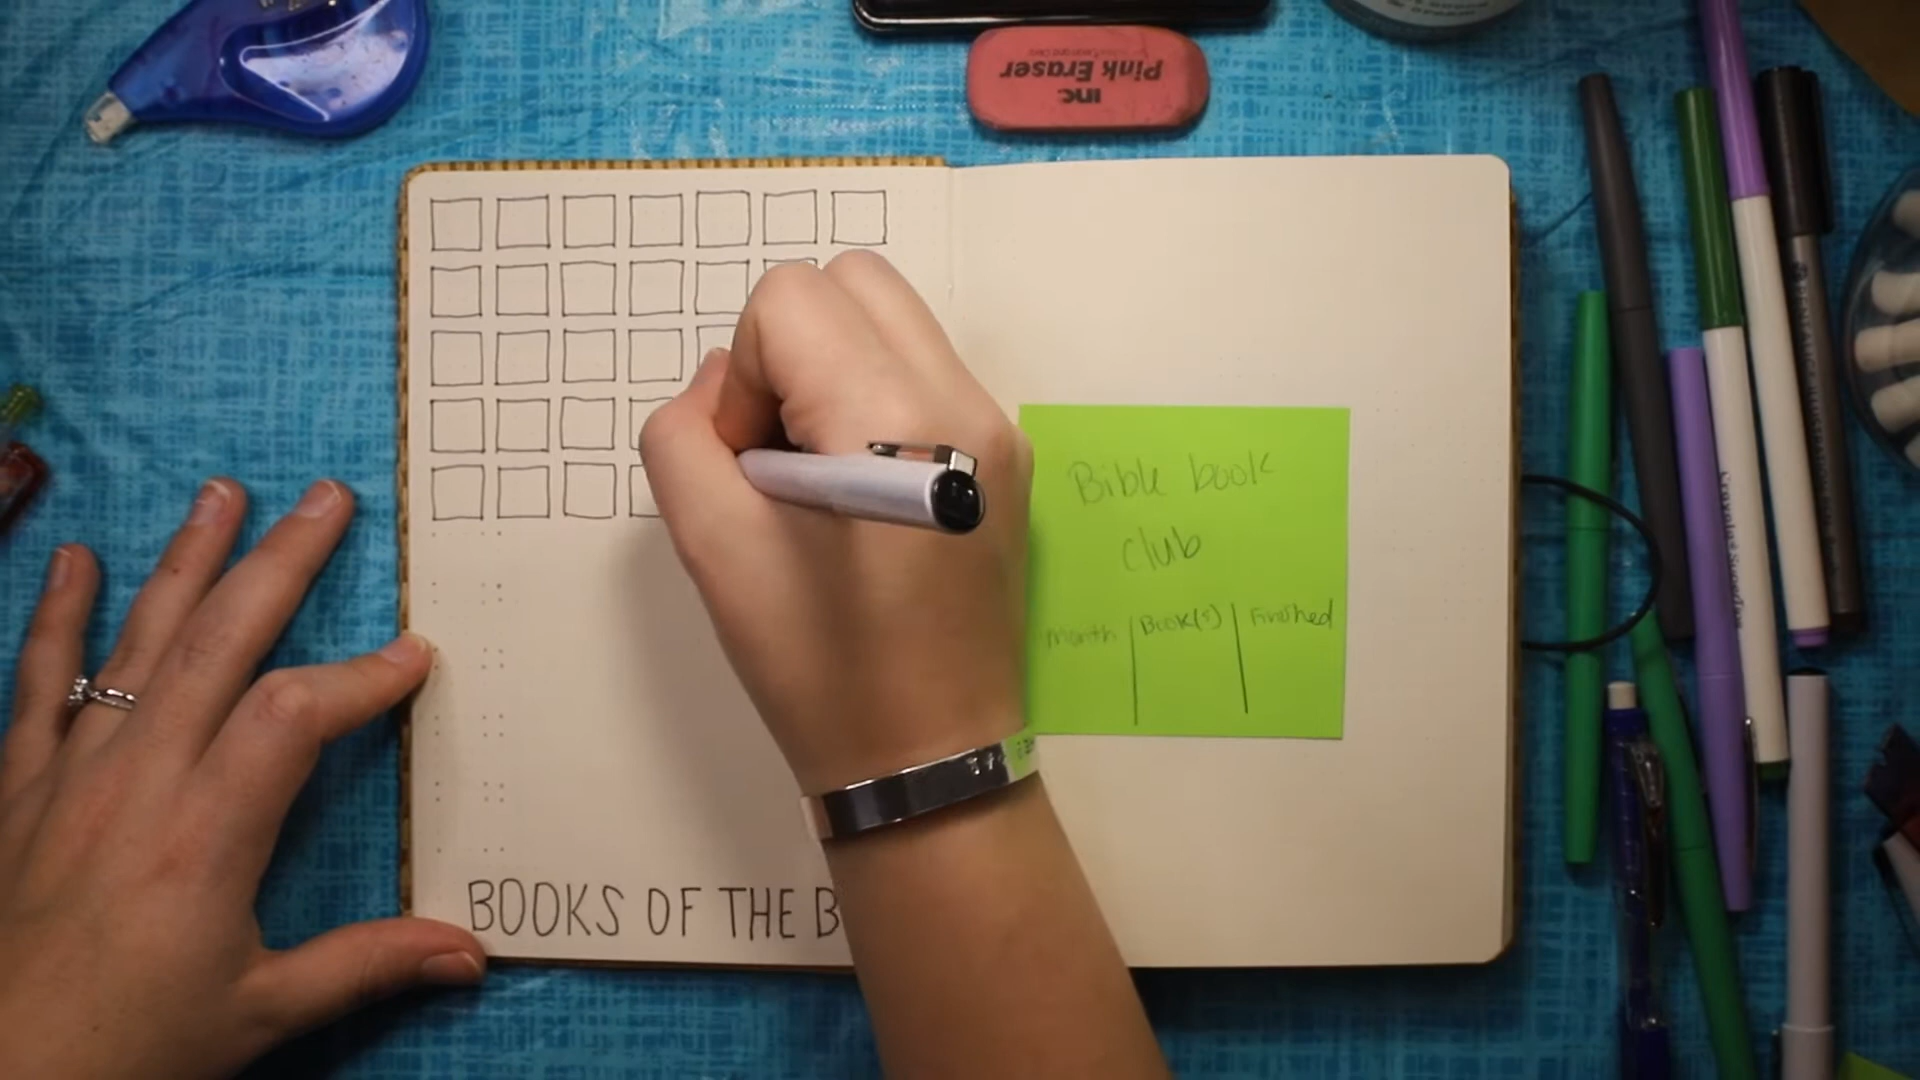 inc
Pink Eraser
Bible book
club
Month Book(s) Finished
BOOKS OF THE B